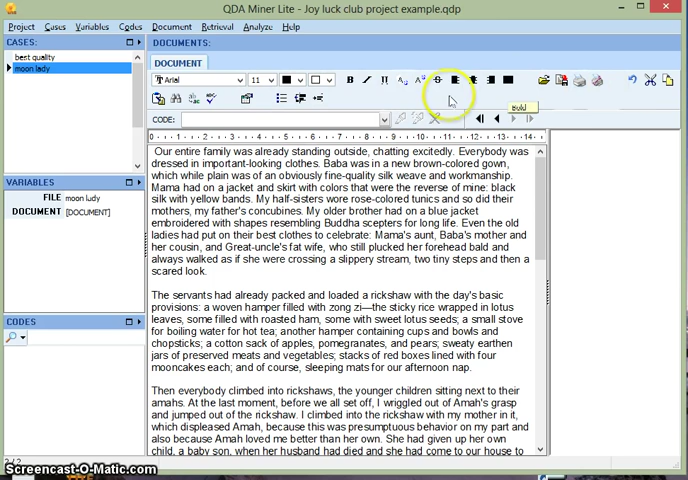 QDA Miner Lite - Joy luck club project example.qdp
Project Cases Variables Codes Document Retrieval Analyze Help
CASES:
best quality
moon lady
VARIABLES
FILE moon lady
DOCUMENT [DOCUMENT]
CODES
DOCUMENTS:
DOCUMENT
Arial 11
Bold
CODE:
0 1 2 3 4 5 6 7 8 9 10 11 12 13 14
Our entire family was already standing outside, chatting excitedly. Everybody was
dressed in important-looking clothes. Baba was in a new brown-colored gown,
which while plain was of an obviously fine-quality silk weave and workmanship.
Mama had on a jacket and skirt with colors that were the reverse of mine: black
silk with yellow bands. My half-sisters wore rose-colored tunics and so did their
mothers, my father's concubines. My older brother had on a blue jacket
embroidered with shapes resembling Buddha scepters for long life. Even the old
ladies had put on their best clothes to celebrate: Mama's aunt, Baba's mother and
her cousin, and Great-uncle's fat wife, who still plucked her forehead bald and
always walked as if she were crossing a slippery stream, two tiny steps and then a
scared look.
The servants had already packed and loaded a rickshaw with the day's basic
provisions: a woven hamper filled with zong zi—the sticky rice wrapped in lotus
leaves, some filled with roasted ham, some with sweet lotus seeds; a small stove
for boiling water for hot tea; another hamper containing cups and bowls and
chopsticks; a cotton sack of apples, pomegranates, and pears; sweaty earthen
jars of preserved meats and vegetables; stacks of red boxes lined with four
mooncakes each; and of course, sleeping mats for our afternoon nap.
Then everybody climbed into rickshaws, the younger children sitting next to their
amahs. At the last moment, before we all set off, I wriggled out of Amah's grasp
and jumped out of the rickshaw. I climbed into the rickshaw with my mother in it,
which displeased Amah, because this was presumptuous behavior on my part and
also because Amah loved me better than her own. She had given up her own
child, a baby son, when her husband had died and she had come to our house to
2 / 2
Screencast-O-Matic.com